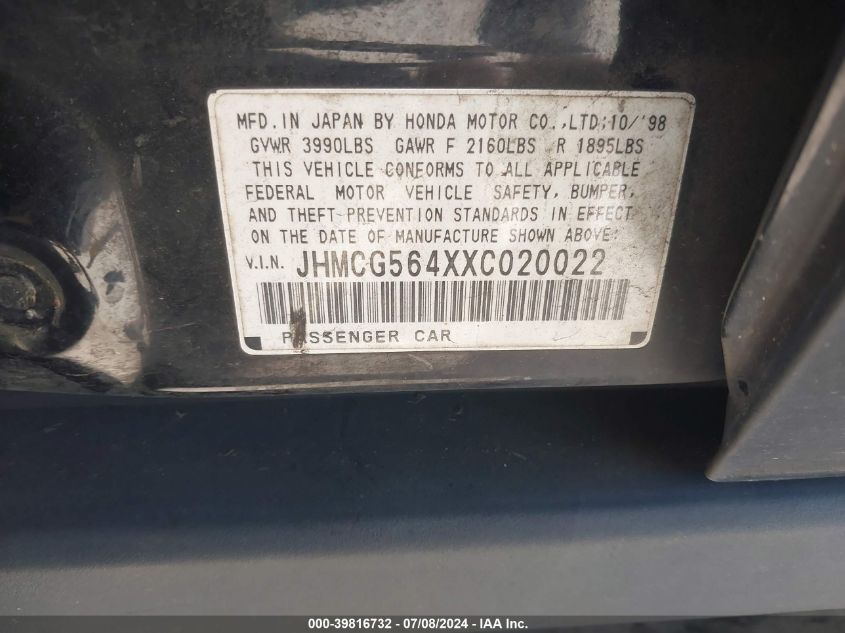 MFD. IN JAPAN BY HONDA MOTOR CO., LTD; 10/'98
GVWR 3990LBS GAWR F 2160LBS R 1895LBS
THIS VEHICLE CONFORMS TO ALL APPLICABLE
FEDERAL MOTOR VEHICLE SAFETY, BUMPER,
AND THEFT PREVENTION STANDARDS IN EFFECT
ON THE DATE OF MANUFACTURE SHOWN ABOVE:
V.I.N. JHMCG564XXC020022
PASSENGER CAR
000-39816732 - 07/08/2024 - IAA Inc.